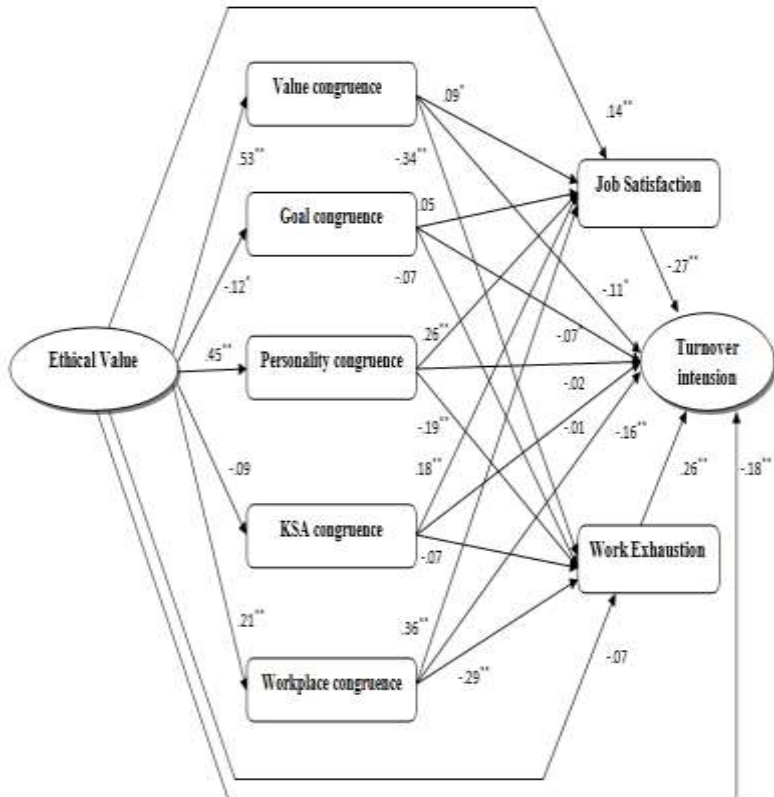 Value congruence
.09*
.14**
.53**
-.34**
Job Satisfaction
Goal congruence
.05
-.12*
-.07
-.27**
-.11*
Ethical Value
.45**
Personality congruence
.26**
-.07*
Turnover
intension
-.02
-.19**
-.01
-.16**
-.09
.18**
.26**
-.18**
KSA congruence
-.07
Work Exhaustion
.21**
.36**
-.07
Workplace congruence
-.29**